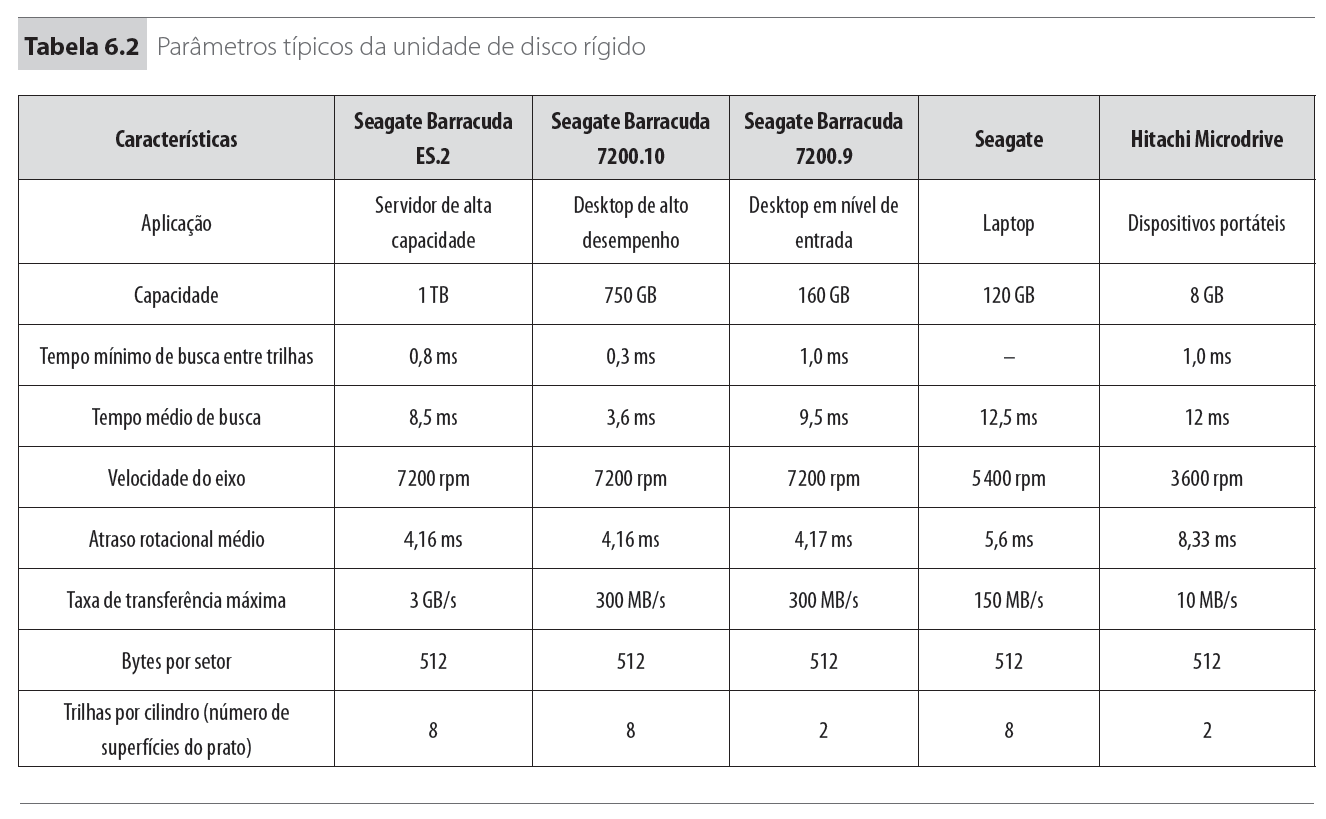 Tabela 6.2 Parâmetros típicos da unidade de disco rígido
Características
Seagate Barracuda
ES.2
Seagate Barracuda
7200.10
Seagate Barracuda
7200.9
Seagate
Hitachi Microdrive
Aplicação
Servidor de alta
capacidade
Desktop de alto
desempenho
Desktop em nível de
entrada
Laptop
Dispositivos portáteis
Capacidade
1 TB
750 GB
160 GB
120 GB
8 GB
Tempo mínimo de busca entre trilhas
0,8 ms
0,3 ms
1,0 ms
–
1,0 ms
Tempo médio de busca
8,5 ms
3,6 ms
9,5 ms
12,5 ms
12 ms
Velocidade do eixo
7200 rpm
7200 rpm
7200 rpm
5400 rpm
3600 rpm
Atraso rotacional médio
4,16 ms
4,16 ms
4,17 ms
5,6 ms
8,33 ms
Taxa de transferência máxima
3 GB/s
300 MB/s
300 MB/s
150 MB/s
10 MB/s
Bytes por setor
512
512
512
512
512
Trilhas por cilindro (número de
superfícies do prato)
8
8
2
8
2